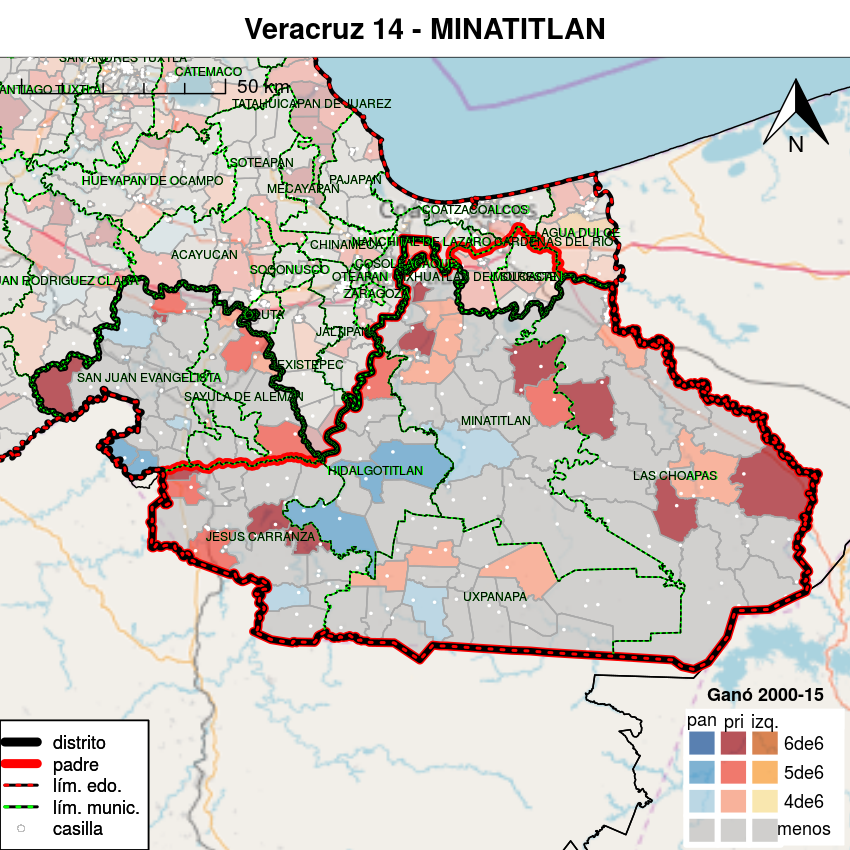 Veracruz 14 - MINATITLAN
SAN ANDRES TUXTLA
CATEMACO
SANTIAGO TUXTLA
50 km
TATAHUICAPAN DE JUAREZ
N
SOTEAPAN
HUEYAPAN DE OCAMPO
PAJAPAN
MECAYAPAN
COATZACOALCOS
AGUA DULCE
CHINAMECA
NANCHITAL DE LAZARO CARDENAS DEL RIO
ACAYUCAN
COSOLEACAQUE
SOCONUSCO
OTEAPAN
IXHUATLAN DEL SURESTE
MOLOACAN
JUAN RODRIGUEZ CLARA
ZARAGOZA
OLUTA
JALTIPAN
TEXISTEPEC
SAN JUAN EVANGELISTA
SAYULA DE ALEMAN
MINATITLAN
HIDALGOTITLAN
LAS CHOAPAS
JESUS CARRANZA
UXPANAPA
Ganó 2000-15
pan pri izq.
6de6
5de6
4de6
menos
distrito
padre
lím. edo.
lím. munic.
casilla